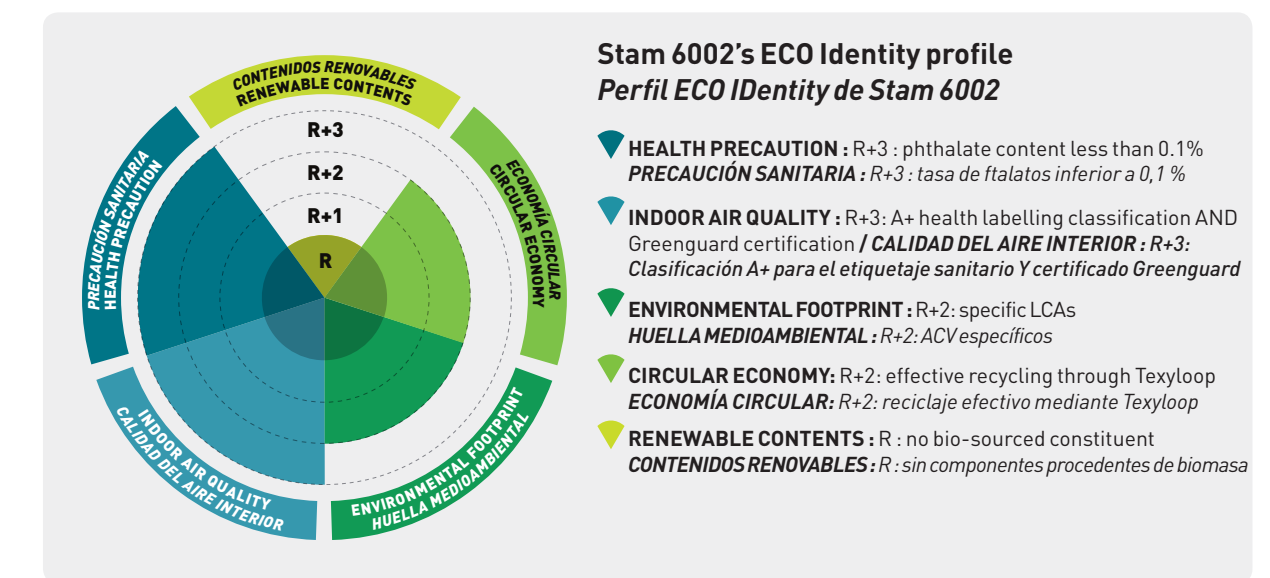 CONTENIDOS RENOVABLES
RENEWABLE CONTENTS
ECONOMÍA CIRCULAR
CIRCULAR ECONOMY
ENVIRONMENTAL FOOTPRINT
HUELLA MEDIOAMBIENTAL
INDOOR AIR QUALITY
CALIDAD DEL AIRE INTERIOR
PRECAUCIÓN SANITARIA
HEALTH PRECAUTION
R+3
R+2
R+1
R
Stam 6002's ECO Identity profile
Perfil ECO IDentity de Stam 6002
HEALTH PRECAUTION : R+3 : phthalate content less than 0.1%
PRECAUCIÓN SANITARIA : R+3 : tasa de ftalatos inferior a 0,1 %
INDOOR AIR QUALITY : R+3: A+ health labelling classification AND
Greenguard certification / CALIDAD DEL AIRE INTERIOR : R+3:
Clasificación A+ para el etiquetaje sanitario Y certificado Greenguard
ENVIRONMENTAL FOOTPRINT : R+2: specific LCAs
HUELLA MEDIOAMBIENTAL : R+2: ACV específicos
CIRCULAR ECONOMY: R+2: effective recycling through Texyloop
ECONOMÍA CIRCULAR: R+2: reciclaje efectivo mediante Texyloop
RENEWABLE CONTENTS : R : no bio-sourced constituent
CONTENIDOS RENOVABLES : R : sin componentes procedentes de biomasa